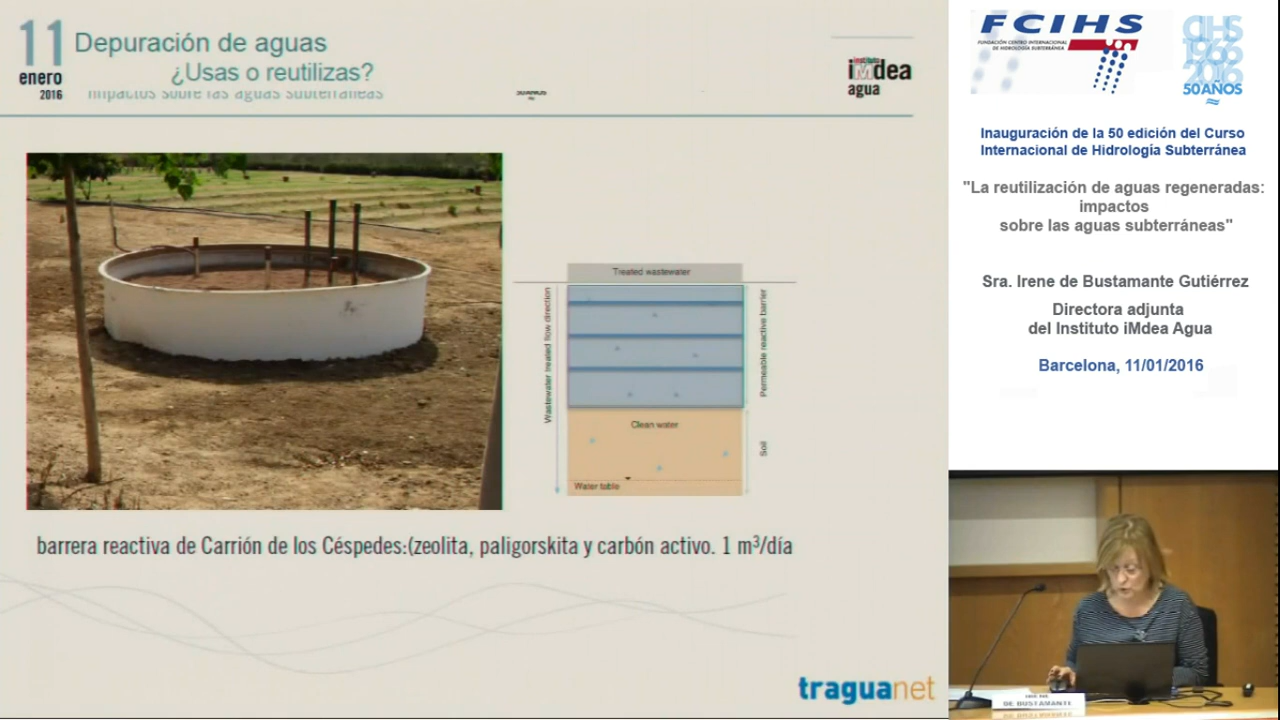 11
enero
2016
Depuración de aguas
¿Usas o reutilizas?
impactos sobre las aguas subterráneas
instituto
iMdea
agua
Treated wastewater
Wastewater treated flow direction
Permeable reactive barrier
Clean water
Soil
Water table
barrera reactiva de Carrión de los Céspedes:(zeolita, paligorskita y carbón activo. 1 m³/día
traguanet
FCIHS
FUNDACIÓN CENTRO INTERNACIONAL
DE HIDROLOGÍA SUBTERRÁNEA
CIHS
1966
2016
50 AÑOS
Inauguración de la 50 edición del Curso
Internacional de Hidrología Subterránea
"La reutilización de aguas regeneradas:
impactos
sobre las aguas subterráneas"
Sra. Irene de Bustamante Gutiérrez
Directora adjunta
del Instituto iMdea Agua
Barcelona, 11/01/2016
DE BUSTAMANTE